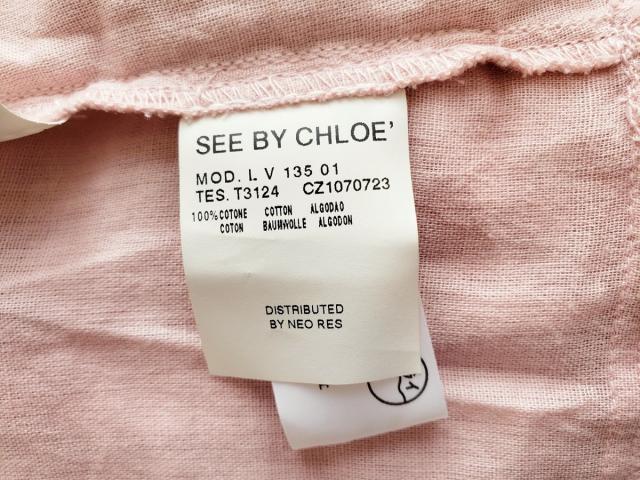 SEE BY CHLOE'
MOD. L V 135 01
TES. T3124 CZ1070723
100%COTONE COTTON ALGODAO
COTON BAUMWOLLE ALGODON
DISTRIBUTED
BY NEO RES